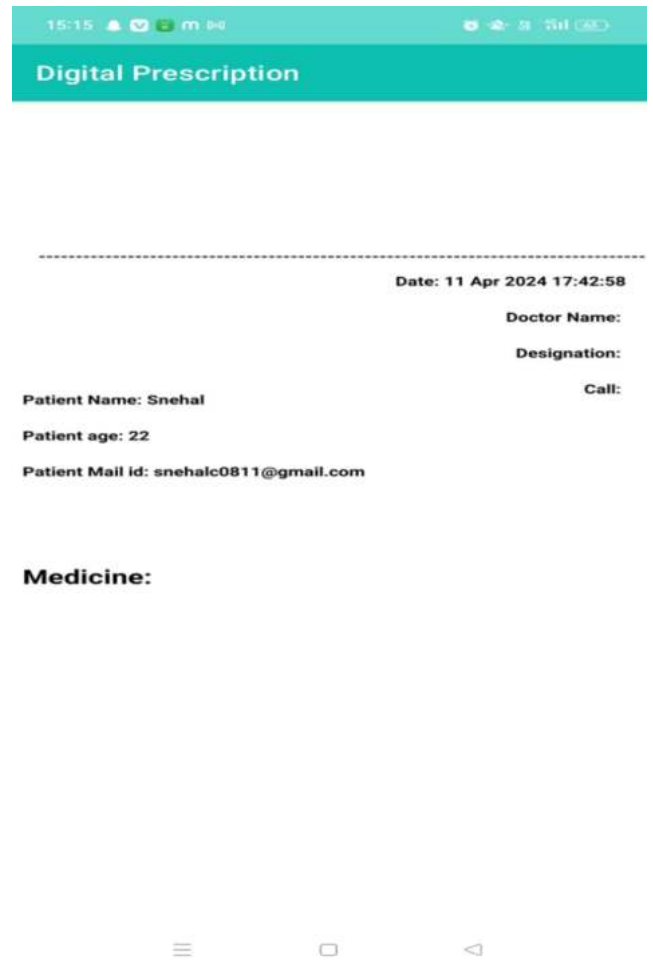 15:15
Digital Prescription
--------------------------------------------------------------------------------
Date: 11 Apr 2024 17:42:58
Doctor Name:
Designation:
Call:
Patient Name: Snehal
Patient age: 22
Patient Mail id: snehalc0811@gmail.com
Medicine: